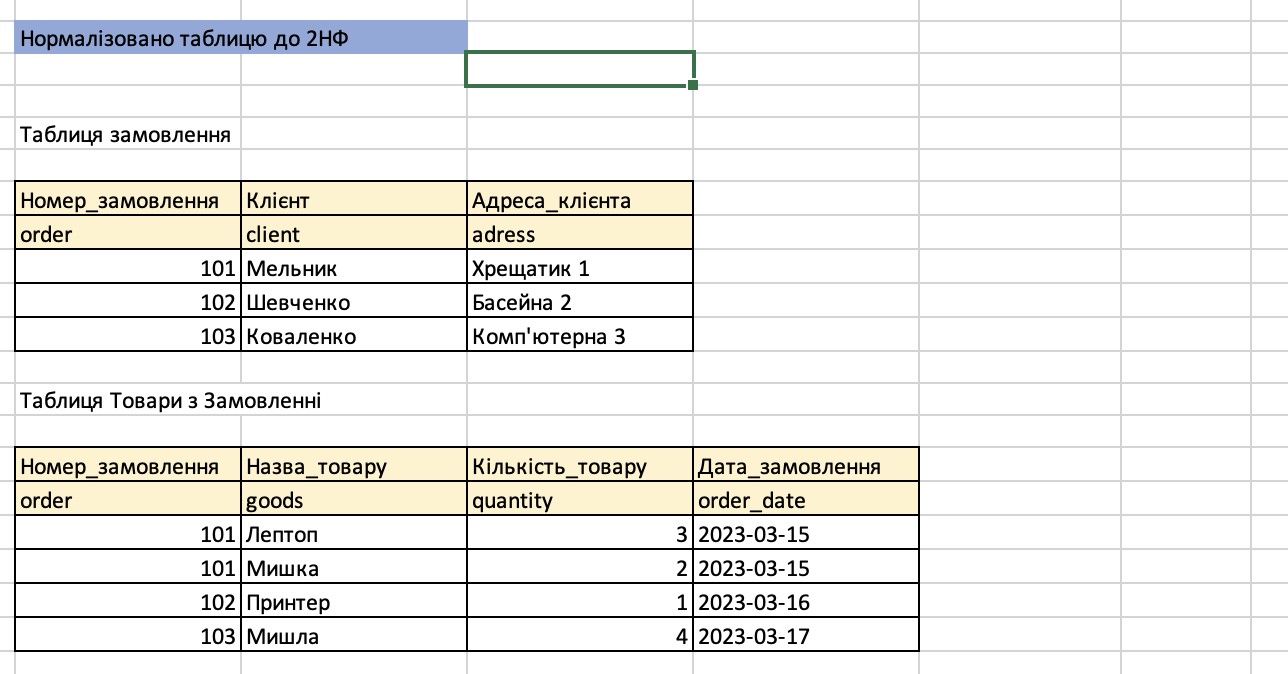 Нормалізовано таблицю до 2НФ
Таблиця замовлення
Номер_замовлення Клієнт Адреса_клієнта
order client adress
101 Мельник Хрещатик 1
102 Шевченко Басейна 2
103 Коваленко Комп'ютерна 3
Таблиця Товари з Замовленні
Номер_замовлення Назва_товару Кількість_товару Дата_замовлення
order goods quantity order_date
101 Лептоп 3 2023-03-15
101 Мишка 2 2023-03-15
102 Принтер 1 2023-03-16
103 Мишла 4 2023-03-17